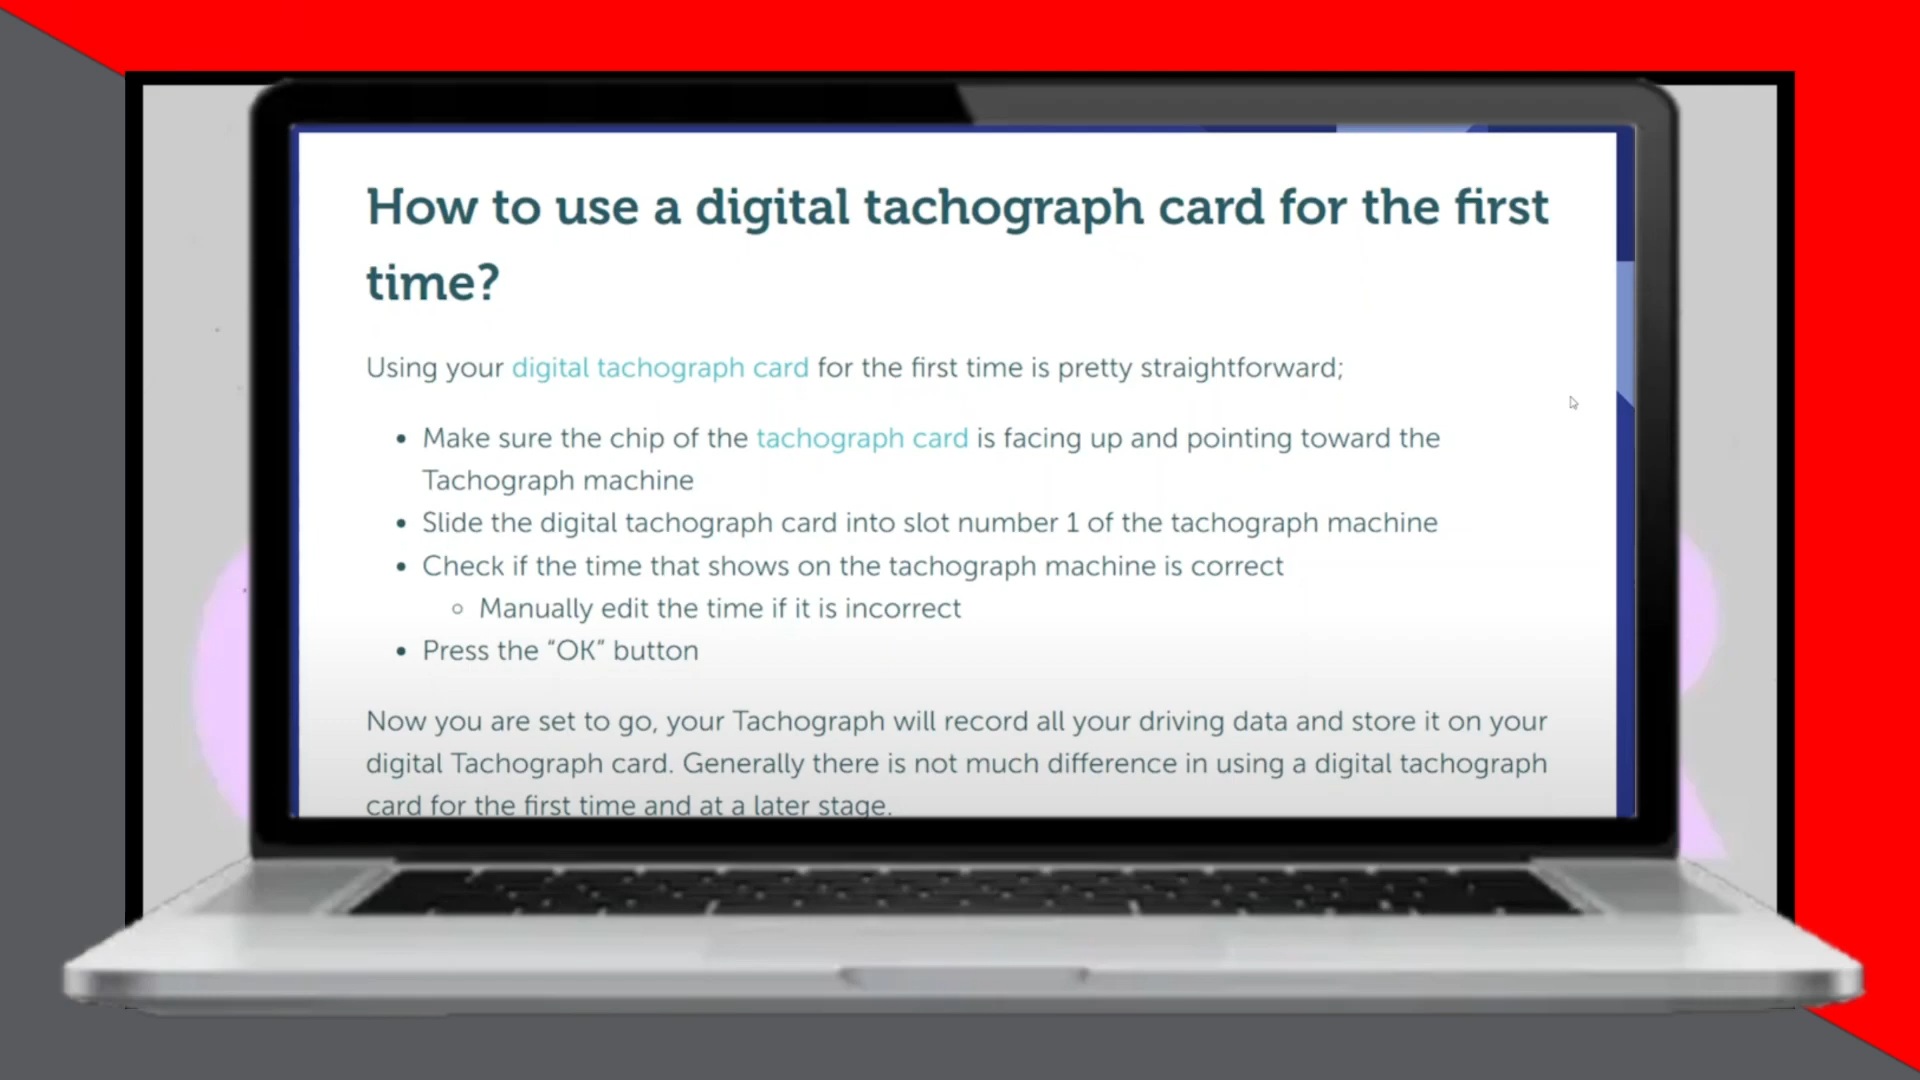 How to use a digital tachograph card for the first
time?
Using your digital tachograph card for the first time is pretty straightforward;
• Make sure the chip of the tachograph card is facing up and pointing toward the
Tachograph machine
• Slide the digital tachograph card into slot number 1 of the tachograph machine
• Check if the time that shows on the tachograph machine is correct
◦ Manually edit the time if it is incorrect
• Press the “OK” button
Now you are set to go, your Tachograph will record all your driving data and store it on your
digital Tachograph card. Generally there is not much difference in using a digital tachograph
card for the first time and at a later stage.